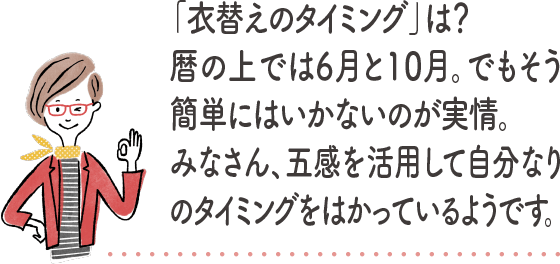 「衣替えのタイミング」は?
暦の上では6月と10月。でもそう
簡単にはいかないのが実情。
みなさん、五感を活用して自分なり
のタイミングをはかっているようです。